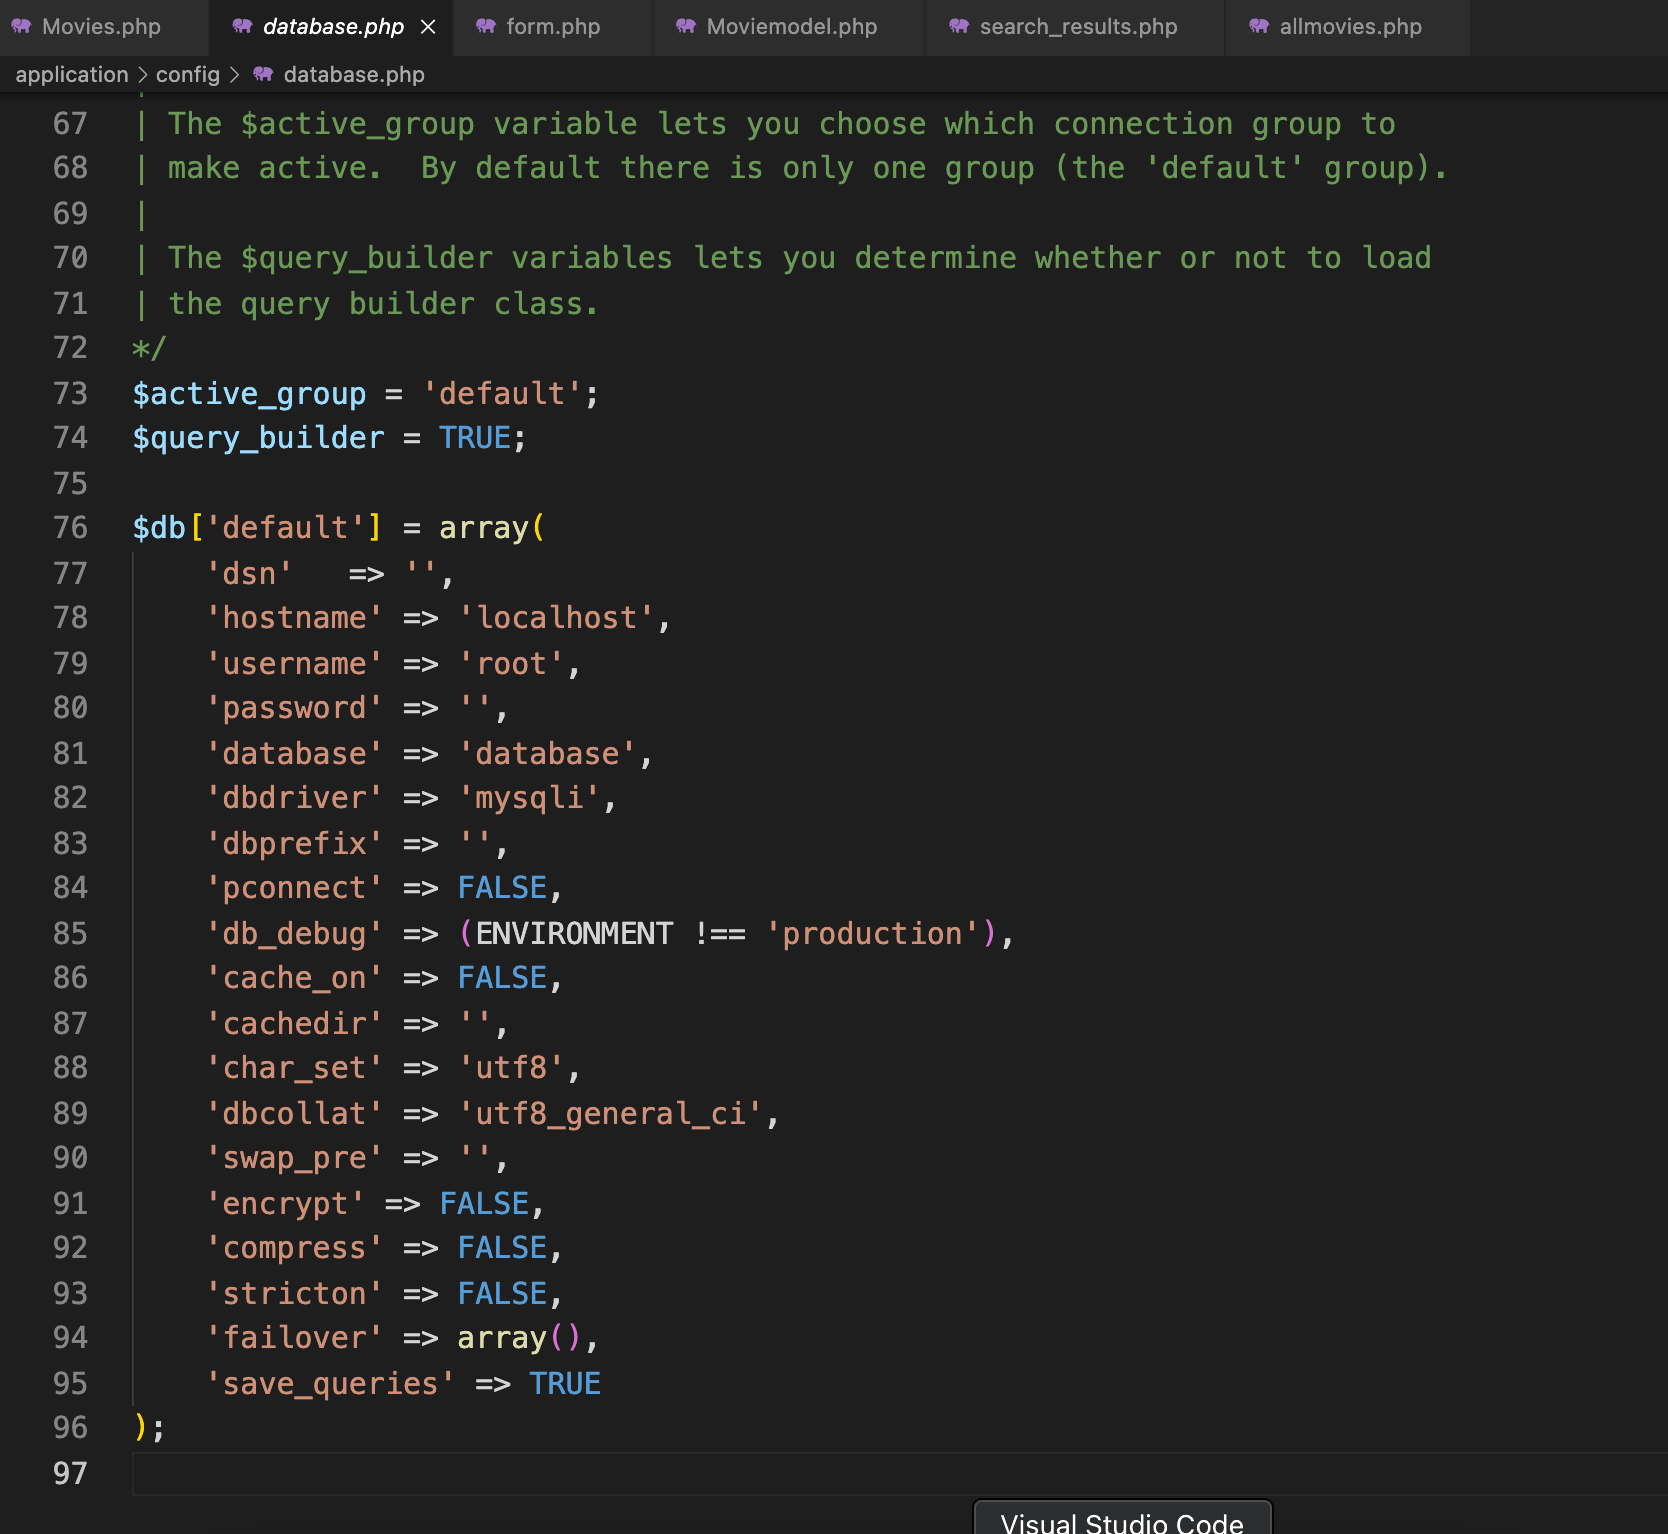 Movies.php database.php form.php Moviemodel.php search_results.php allmovies.php
application > config > database.php
67 | The $active_group variable lets you choose which connection group to
68 | make active.  By default there is only one group (the 'default' group).
69 |
70 | The $query_builder variables lets you determine whether or not to load
71 | the query builder class.
72 */
73 $active_group = 'default';
74 $query_builder = TRUE;
75
76 $db['default'] = array(
77     'dsn'   => '',
78     'hostname' => 'localhost',
79     'username' => 'root',
80     'password' => '',
81     'database' => 'database',
82     'dbdriver' => 'mysqli',
83     'dbprefix' => '',
84     'pconnect' => FALSE,
85     'db_debug' => (ENVIRONMENT !== 'production'),
86     'cache_on' => FALSE,
87     'cachedir' => '',
88     'char_set' => 'utf8',
89     'dbcollat' => 'utf8_general_ci',
90     'swap_pre' => '',
91     'encrypt' => FALSE,
92     'compress' => FALSE,
93     'stricton' => FALSE,
94     'failover' => array(),
95     'save_queries' => TRUE
96 );
97
Visual Studio Code